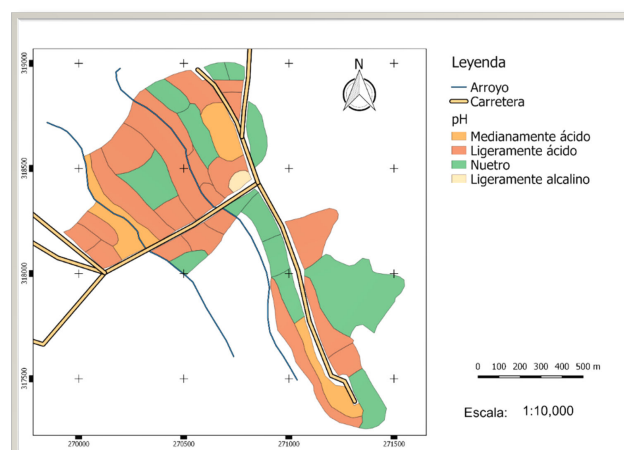 319000
318500
318000
317500
270000
270500
271000
271500
N
Leyenda
Arroyo
Carretera
pH
Medianamente ácido
Ligeramente ácido
Nuetro
Ligeramente alcalino
0 100 200 300 400 500 m
Escala: 1:10,000